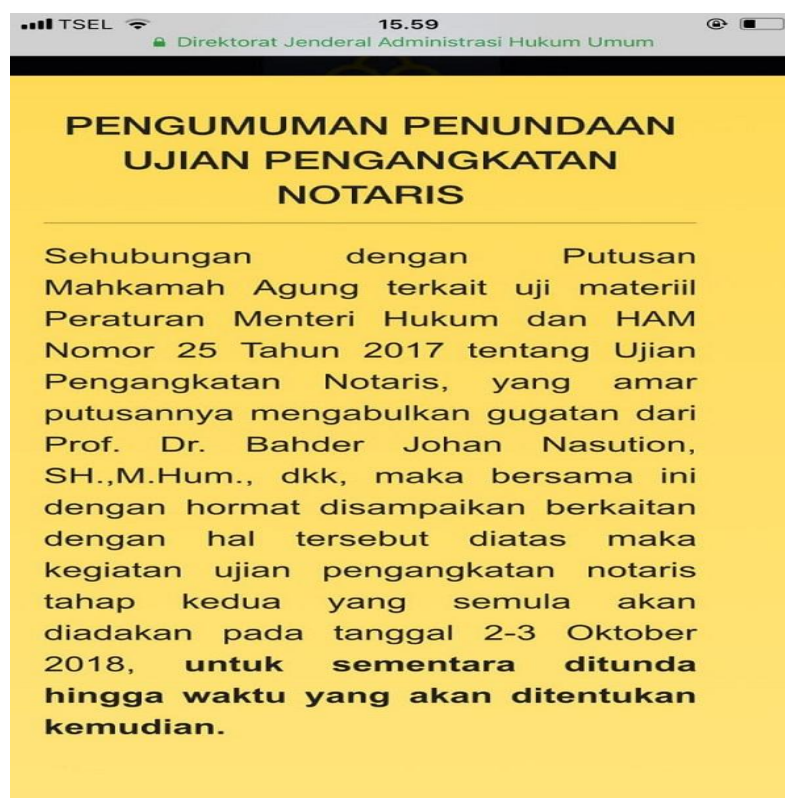 TSEL 15.59
Direktorat Jenderal Administrasi Hukum Umum
PENGUMUMAN PENUNDAAN
UJIAN PENGANGKATAN
NOTARIS
Sehubungan dengan Putusan
Mahkamah Agung terkait uji materiil
Peraturan Menteri Hukum dan HAM
Nomor 25 Tahun 2017 tentang Ujian
Pengangkatan Notaris, yang amar
putusannya mengabulkan gugatan dari
Prof. Dr. Bahder Johan Nasution,
SH.,M.Hum., dkk, maka bersama ini
dengan hormat disampaikan berkaitan
dengan hal tersebut diatas maka
kegiatan ujian pengangkatan notaris
tahap kedua yang semula akan
diadakan pada tanggal 2-3 Oktober
2018, untuk sementara ditunda
hingga waktu yang akan ditentukan
kemudian.